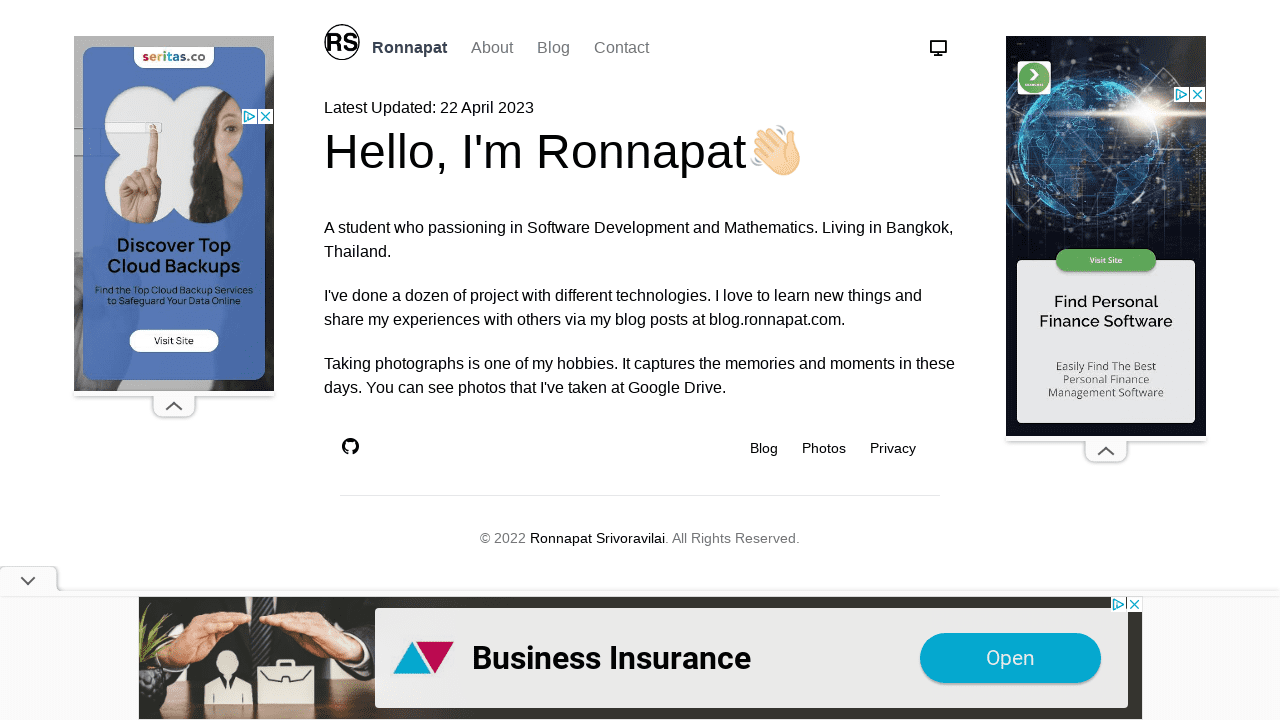 RS Ronnapat About Blog Contact
Latest Updated: 22 April 2023
Hello, I'm Ronnapat👋🏻
A student who passioning in Software Development and Mathematics. Living in Bangkok,
Thailand.
I've done a dozen of project with different technologies. I love to learn new things and
share my experiences with others via my blog posts at blog.ronnapat.com.
Taking photographs is one of my hobbies. It captures the memories and moments in these
days. You can see photos that I've taken at Google Drive.
Blog Photos Privacy
© 2022 Ronnapat Srivoravilai. All Rights Reserved.
seritas.co
Discover Top
Cloud Backups
Find the Top Cloud Backup Services
to Safeguard Your Data Online
Visit Site
Visit Site
Find Personal
Finance Software
Easily Find The Best
Personal Finance
Management Software
Business Insurance
Open